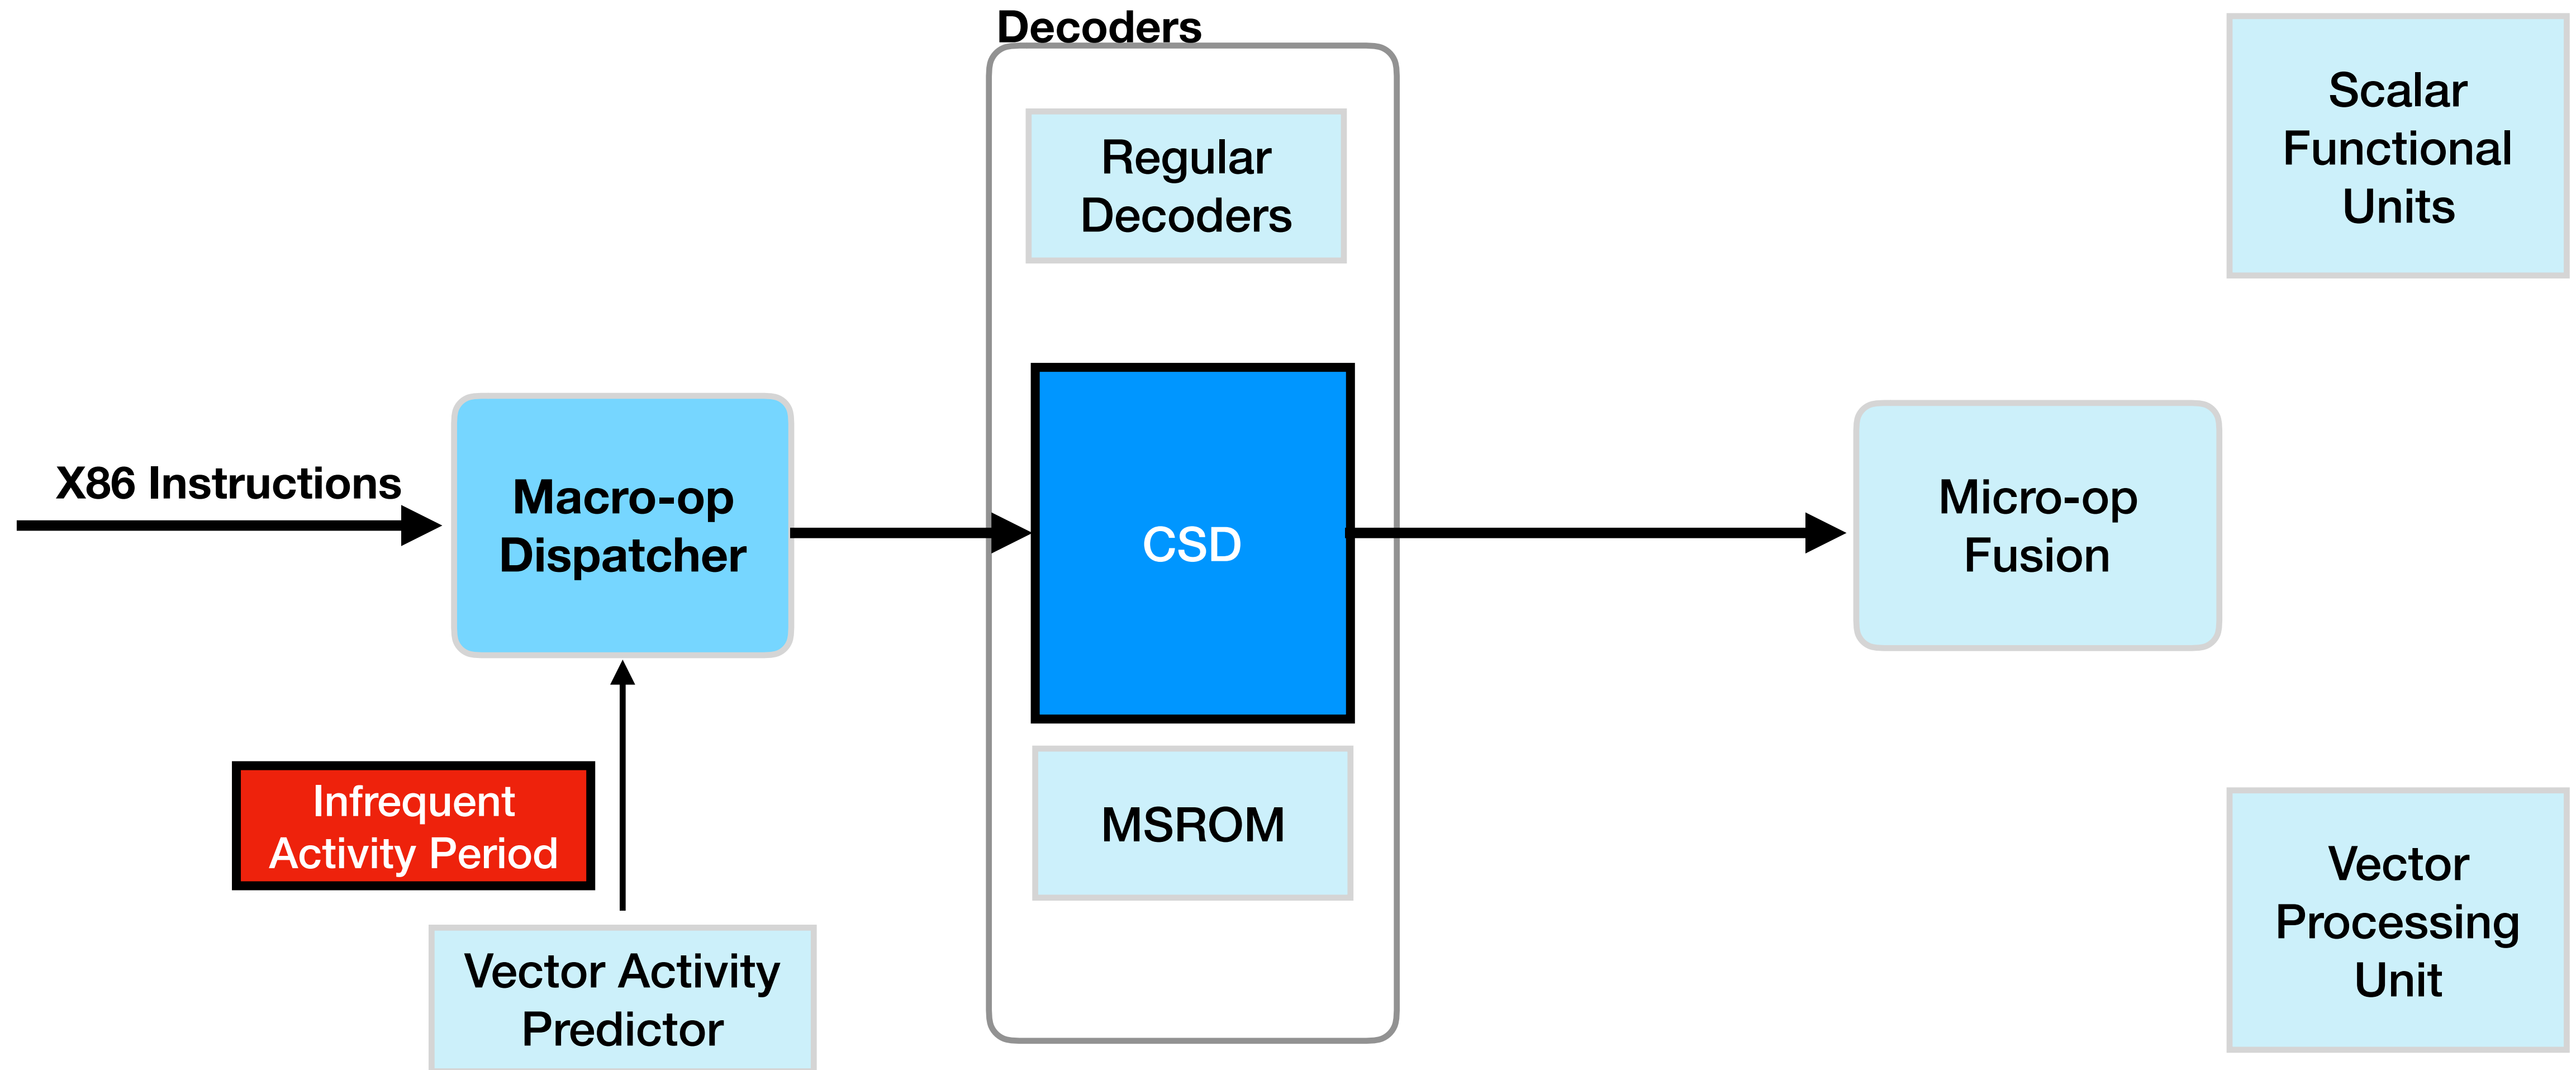 Decoders
Regular
Decoders
Scalar
Functional
Units
X86 Instructions
Macro-op
Dispatcher
CSD
Micro-op
Fusion
Infrequent
Activity Period
MSROM
Vector Activity
Predictor
Vector
Processing
Unit